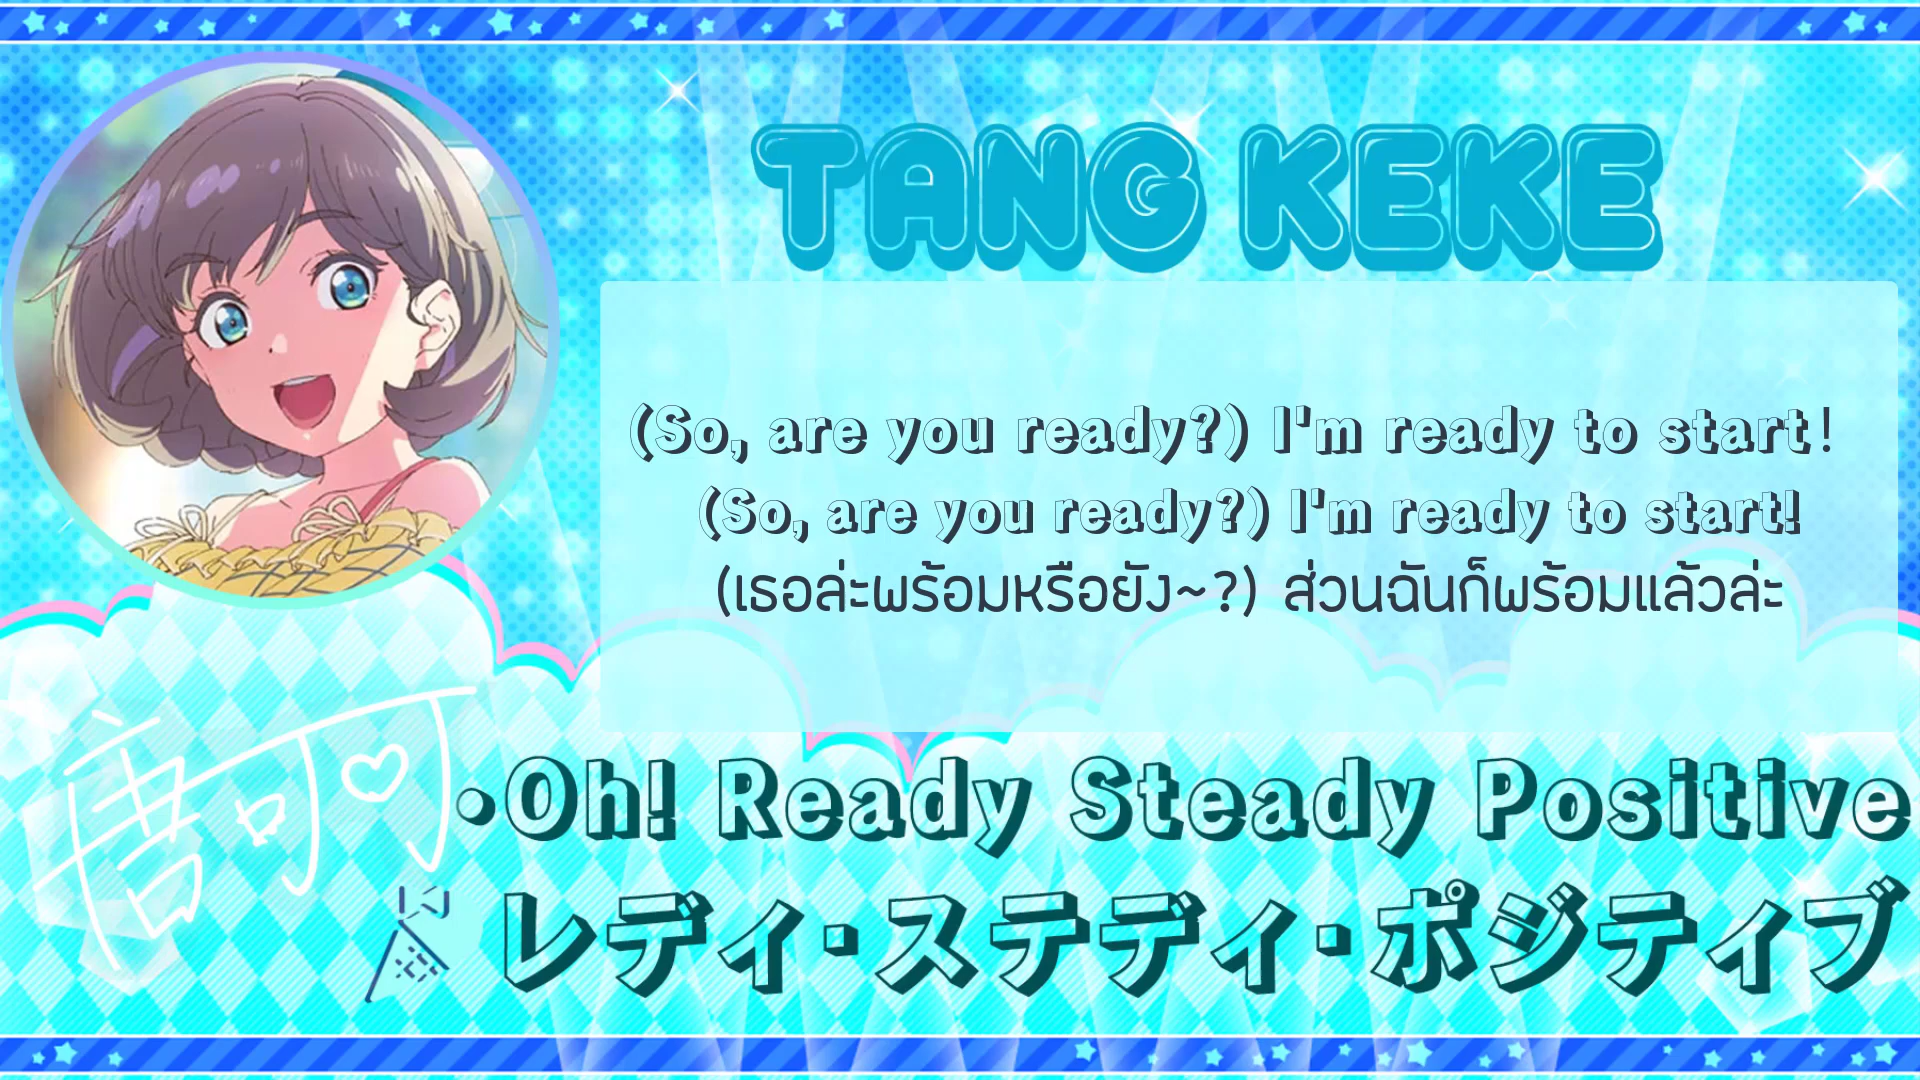 TANG KEKE
(So, are you ready?) I'm ready to start!
(So, are you ready?) I'm ready to start!
(เธอล่ะพร้อมหรือยัง~?) ส่วนฉันก็พร้อมแล้วล่ะ
唐可可
•Oh! Ready Steady Positive
レディ・ステディ・ポジティブ